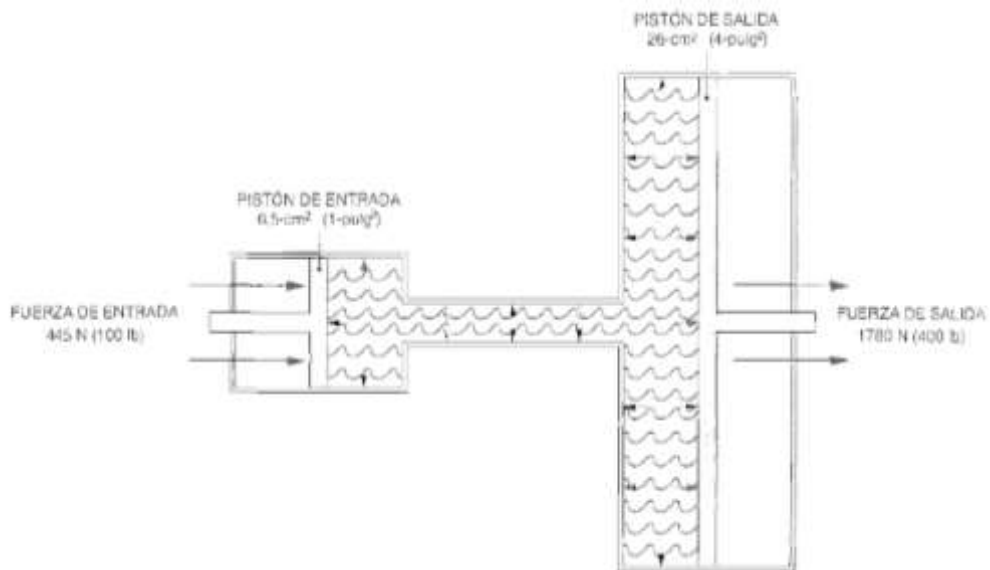 PISTÓN DE SALIDA
26-cm² (4-pulg²)
PISTÓN DE ENTRADA
6.5-cm² (1-pulg²)
FUERZA DE ENTRADA
445 N (100 lb)
FUERZA DE SALIDA
1780 N (400 lb)